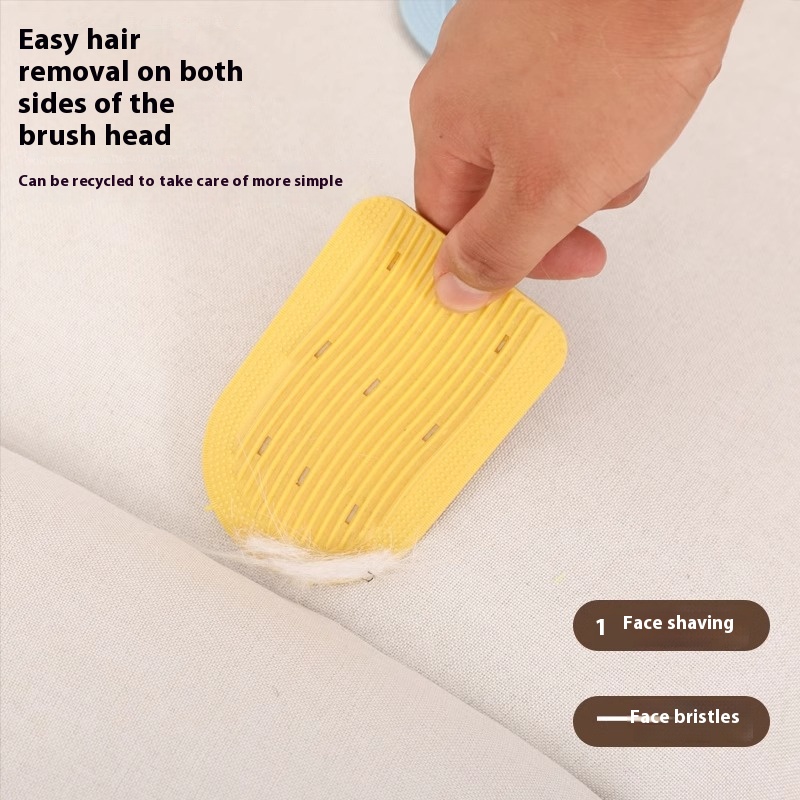 Easy hair
removal on both
sides of the
brush head
Can be recycled to take care of more simple
1 Face shaving
Face bristles